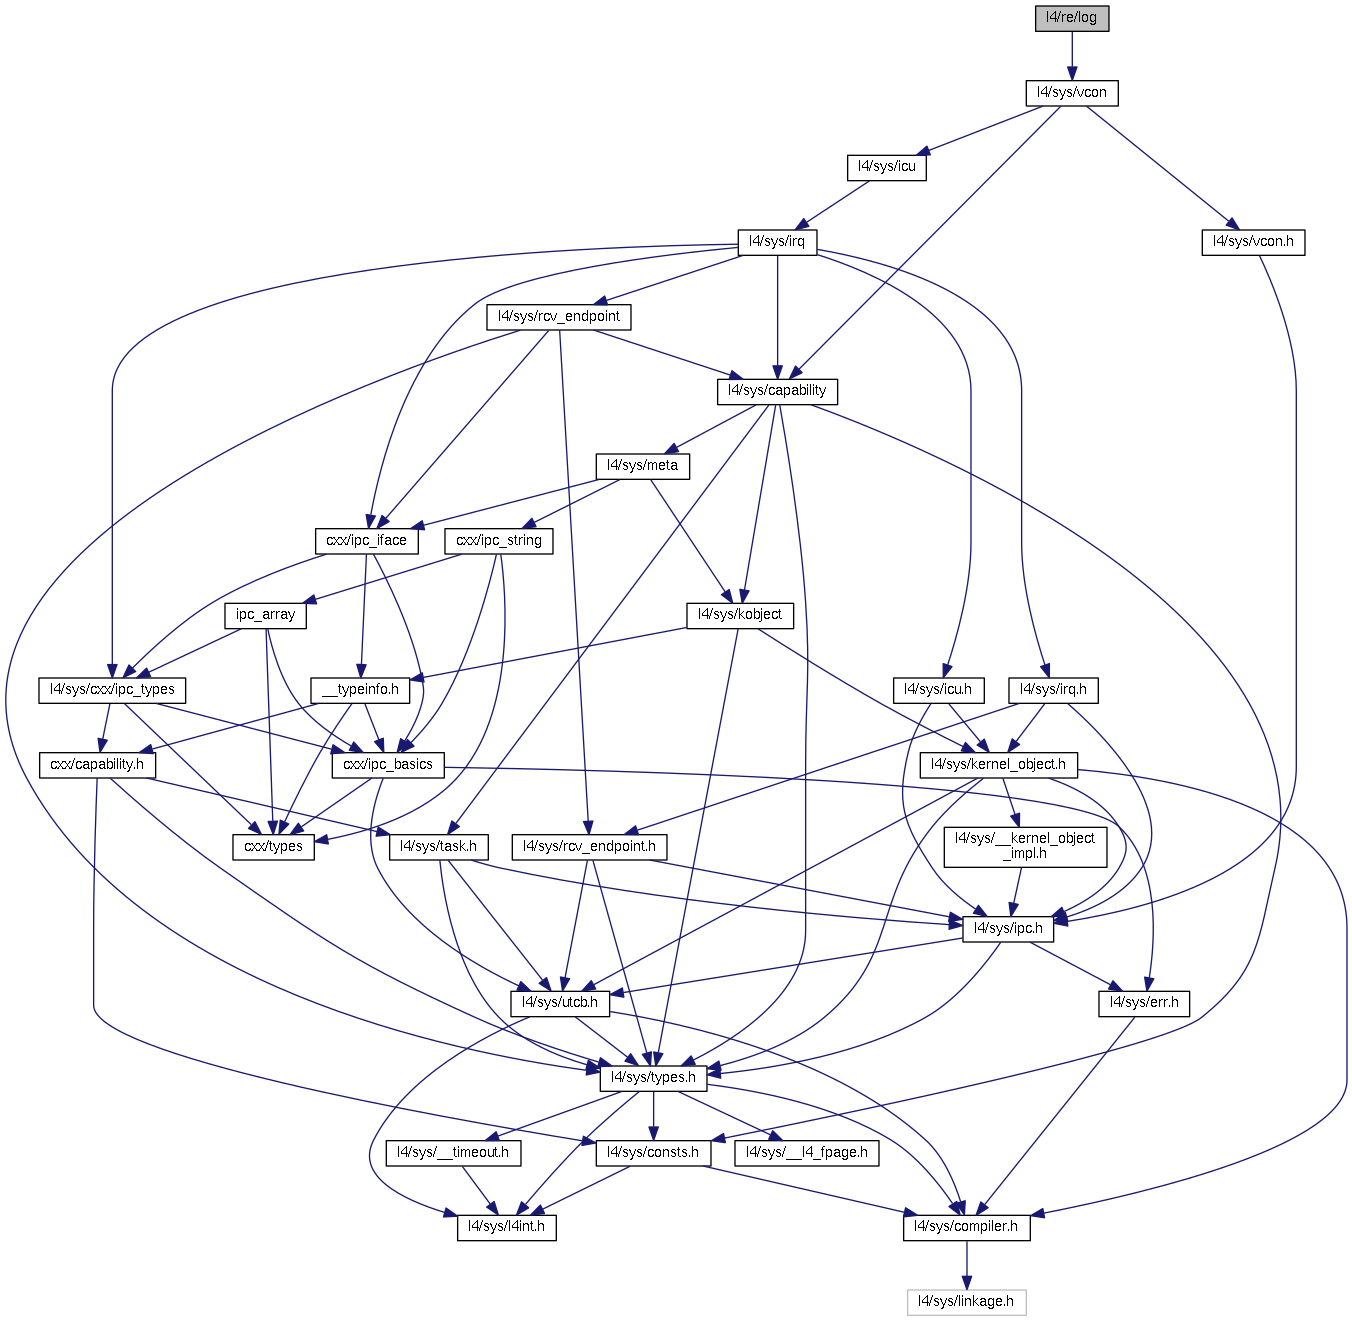 l4/re/log
l4/sys/vcon
l4/sys/icu
l4/sys/irq
l4/sys/vcon.h
l4/sys/rcv_endpoint
l4/sys/capability
l4/sys/meta
cxx/ipc_iface
cxx/ipc_string
ipc_array
l4/sys/kobject
l4/sys/cxx/ipc_types
__typeinfo.h
l4/sys/icu.h
l4/sys/irq.h
cxx/capability.h
cxx/ipc_basics
l4/sys/kernel_object.h
cxx/types
l4/sys/task.h
l4/sys/rcv_endpoint.h
l4/sys/__kernel_object
_impl.h
l4/sys/ipc.h
l4/sys/utcb.h
l4/sys/err.h
l4/sys/types.h
l4/sys/__timeout.h
l4/sys/consts.h
l4/sys/__l4_fpage.h
l4/sys/l4int.h
l4/sys/compiler.h
l4/sys/linkage.h